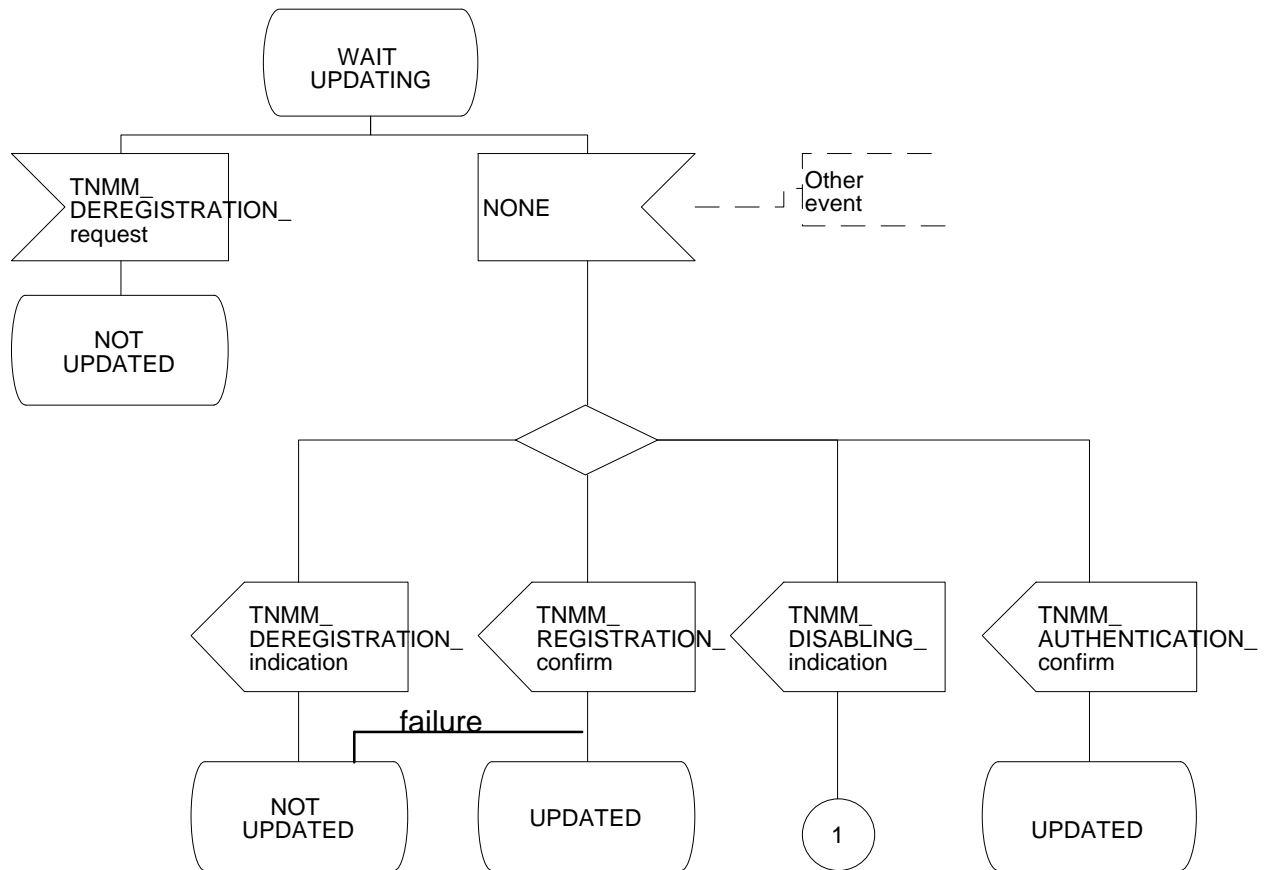 WAIT
UPDATING
TNMM_
DEREGISTRATION_
request
NONE
Other
event
NOT
UPDATED
TNMM_
DEREGISTRATION_
indication
TNMM_
REGISTRATION_
confirm
TNMM_
DISABLING_
indication
TNMM_
AUTHENTICATION_
confirm
failure
NOT
UPDATED
UPDATED
1
UPDATED